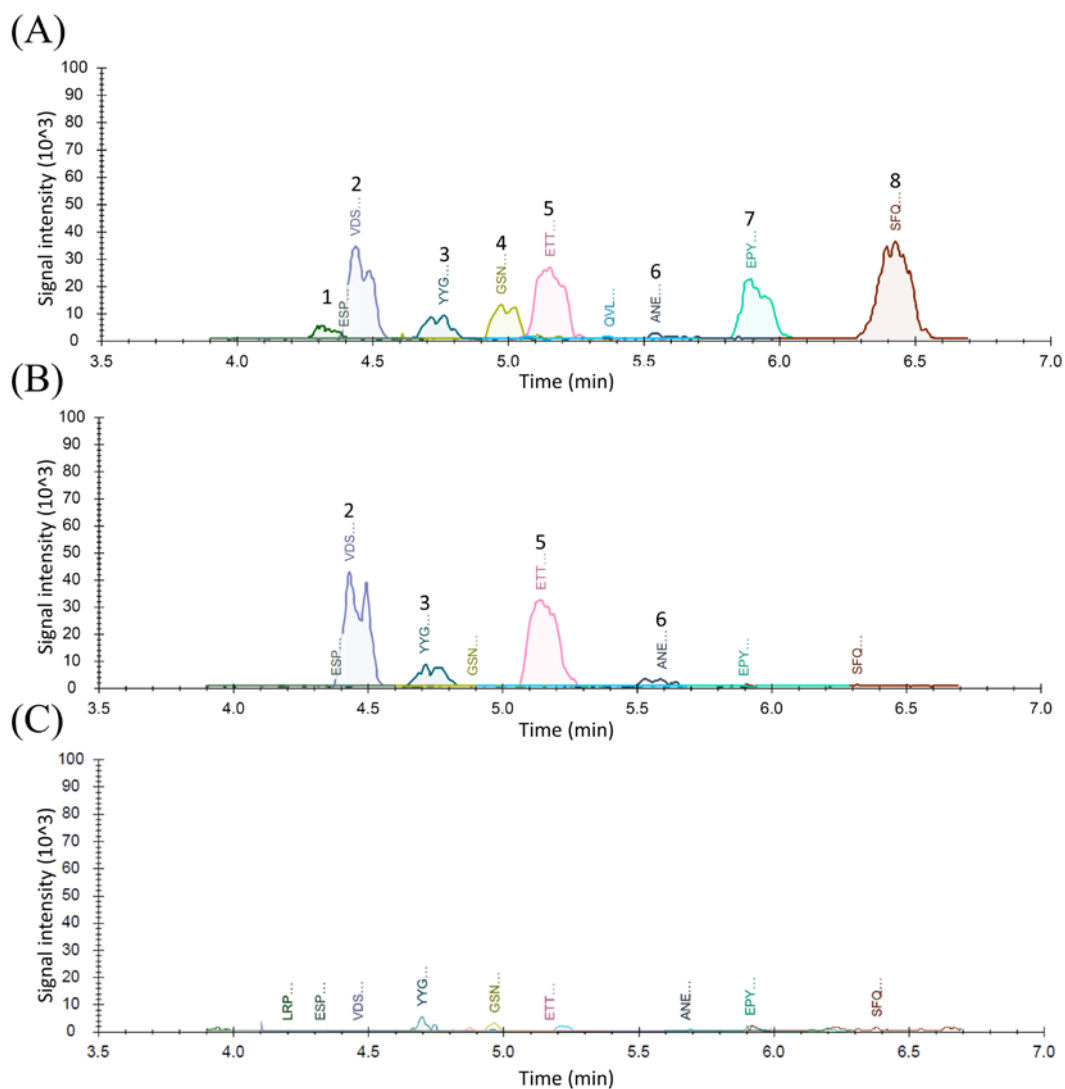 (A)
Signal intensity (10^3)
100
90
80
70
60
50
40
30
20
10
0
1
ESP...
2
VDS...
3
YYG...
4
GSN...
5
ETT...
QVL...
6
ANE...
7
EPY...
8
SFQ...
3.5 4.0 4.5 5.0 5.5 6.0 6.5 7.0
Time (min)
(B)
Signal intensity (10^3)
100
90
80
70
60
50
40
30
20
10
0
ESP...
2
VDS...
3
YYG...
GSN...
5
ETT...
6
ANE...
EPY...
SFQ...
3.5 4.0 4.5 5.0 5.5 6.0 6.5 7.0
Time (min)
(C)
Signal intensity (10^3)
100
90
80
70
60
50
40
30
20
10
0
LRP...
ESP...
VDS...
YYG...
GSN...
ETT...
ANE...
EPY...
SFQ...
3.5 4.0 4.5 5.0 5.5 6.0 6.5 7.0
Time (min)